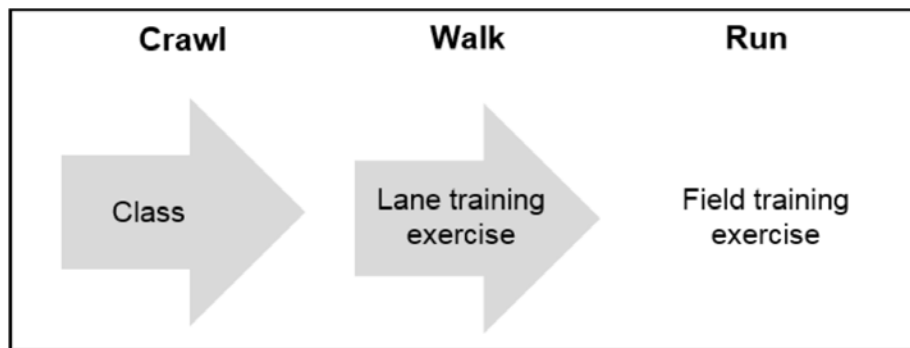 Crawl
Walk
Run
Class
Lane training
exercise
Field training
exercise